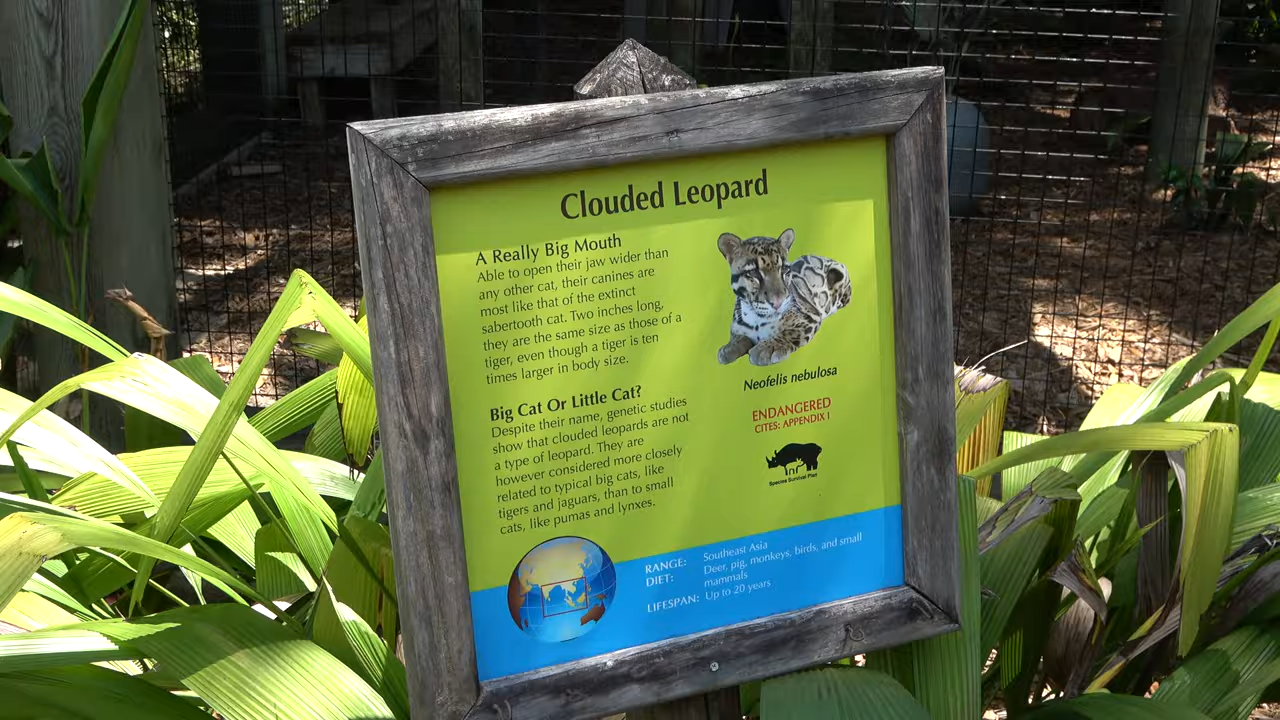 Clouded Leopard
A Really Big Mouth
Able to open their jaw wider than
any other cat, their canines are
most like that of the extinct
sabertooth cat. Two inches long,
they are the same size as those of a
tiger, even though a tiger is ten
times larger in body size.
Big Cat Or Little Cat?
Despite their name, genetic studies
show that clouded leopards are not
a type of leopard. They are
however considered more closely
related to typical big cats, like
tigers and jaguars, than to small
cats, like pumas and lynxes.
Neofelis nebulosa
ENDANGERED
CITES: APPENDIX I
Species Survival Plan
RANGE: Southeast Asia
DIET: Deer, pig, monkeys, birds, and small
mammals
LIFESPAN: Up to 20 years